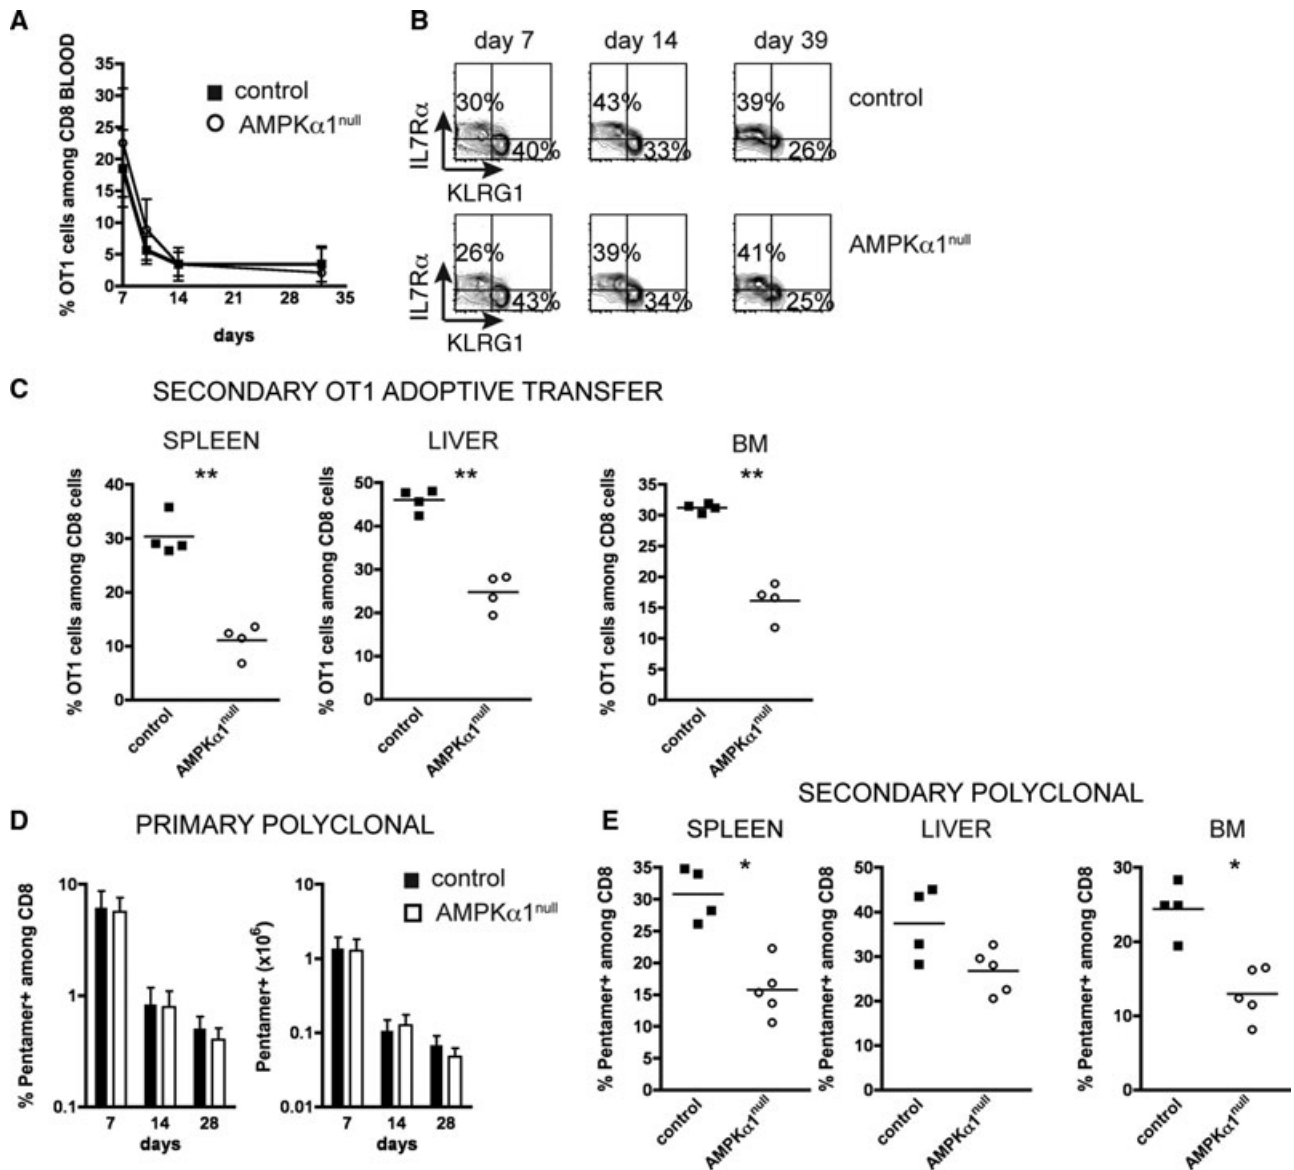 A
% OT1 cells among CD8 BLOOD
35
30
25
20
15
10
5
0
7
14
21
28
35
days
control
AMPKα1null
B
day 7
day 14
day 39
30%
40%
43%
33%
39%
26%
control
IL7Rα
KLRG1
26%
43%
39%
34%
41%
25%
AMPKα1null
IL7Rα
KLRG1
C
SECONDARY OT1 ADOPTIVE TRANSFER
SPLEEN
**
% OT1 cells among CD8 cells
40
30
20
10
0
control
AMPKα1null
LIVER
**
% OT1 cells among CD8 cells
50
40
30
20
10
0
control
AMPKα1null
BM
**
% OT1 cells among CD8 cells
35
30
25
20
15
10
5
0
control
AMPKα1null
D
PRIMARY POLYCLONAL
% Pentamer+ among CD8
10
1
0.1
7
14
28
days
Pentamer+ (x10⁶)
10
1
0.1
0.01
7
14
28
days
control
AMPKα1null
SECONDARY POLYCLONAL
E
SPLEEN
*
% Pentamer+ among CD8
35
30
25
20
15
10
5
0
control
AMPKα1null
LIVER
% Pentamer+ among CD8
50
40
30
20
10
0
control
AMPKα1null
BM
*
% Pentamer+ among CD8
30
20
10
0
control
AMPKα1null